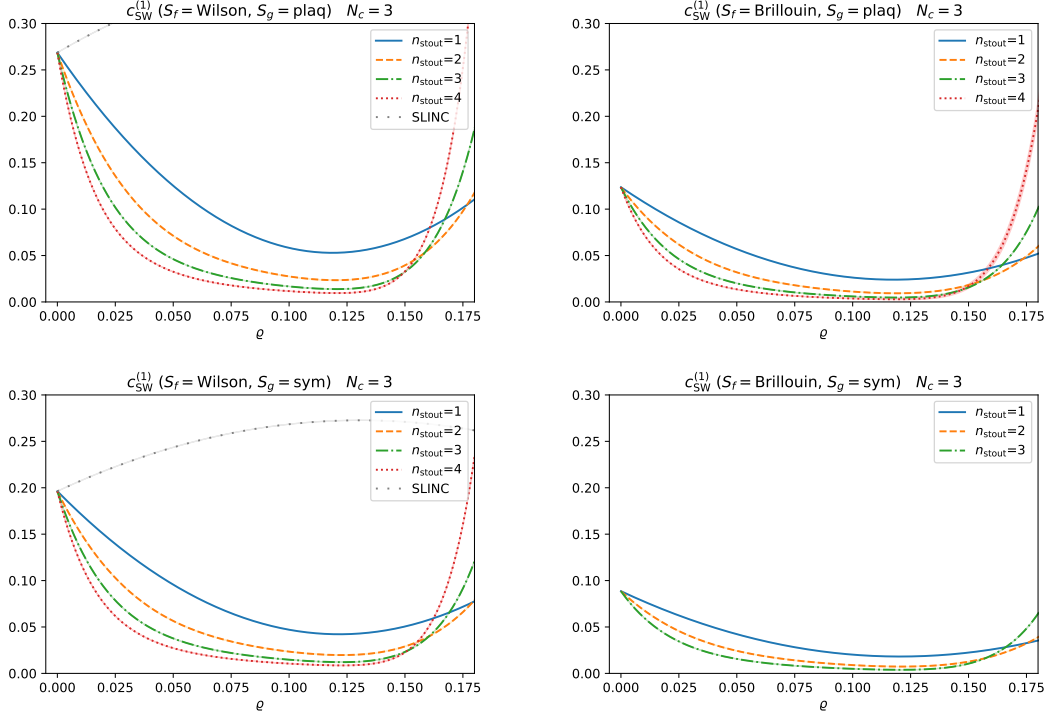 c_SW^(1) (S_f = Wilson, S_g = plaq)   N_c = 3
0.30
0.25
0.20
0.15
0.10
0.05
0.00
n_stout=1
n_stout=2
n_stout=3
n_stout=4
SLINC
0.000 0.025 0.050 0.075 0.100 0.125 0.150 0.175
ϱ
c_SW^(1) (S_f = Brillouin, S_g = plaq)   N_c = 3
0.30
0.25
0.20
0.15
0.10
0.05
0.00
n_stout=1
n_stout=2
n_stout=3
n_stout=4
0.000 0.025 0.050 0.075 0.100 0.125 0.150 0.175
ϱ
c_SW^(1) (S_f = Wilson, S_g = sym)   N_c = 3
0.30
0.25
0.20
0.15
0.10
0.05
0.00
n_stout=1
n_stout=2
n_stout=3
n_stout=4
SLINC
0.000 0.025 0.050 0.075 0.100 0.125 0.150 0.175
ϱ
c_SW^(1) (S_f = Brillouin, S_g = sym)   N_c = 3
0.30
0.25
0.20
0.15
0.10
0.05
0.00
n_stout=1
n_stout=2
n_stout=3
0.000 0.025 0.050 0.075 0.100 0.125 0.150 0.175
ϱ